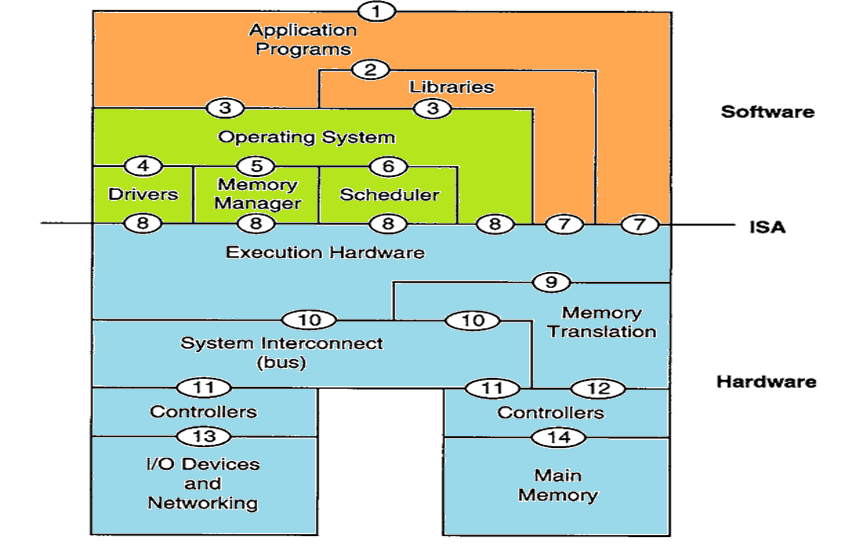 1
Application
Programs
2
Libraries
3
3
Software
Operating System
4
5
6
Drivers
Memory
Manager
Scheduler
8
8
8
8
7
7
ISA
Execution Hardware
9
10
10
Memory
Translation
System Interconnect
(bus)
11
11
12
Hardware
Controllers
Controllers
13
14
I/O Devices
and
Networking
Main
Memory